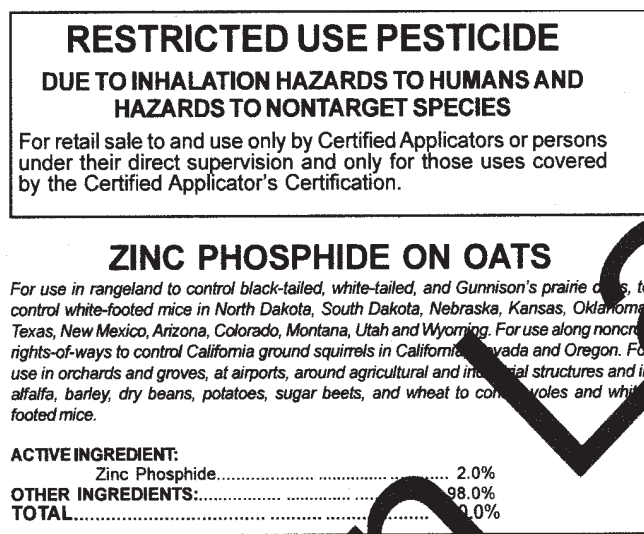 RESTRICTED USE PESTICIDE
DUE TO INHALATION HAZARDS TO HUMANS AND
HAZARDS TO NONTARGET SPECIES
For retail sale to and use only by Certified Applicators or persons
under their direct supervision and only for those uses covered
by the Certified Applicator's Certification.
ZINC PHOSPHIDE ON OATS
For use in rangeland to control black-tailed, white-tailed, and Gunnison's prairie
control white-footed mice in North Dakota, South Dakota, Nebraska, Kansas, Oklahoma
Texas, New Mexico, Arizona, Colorado, Montana, Utah and Wyoming. For use along
rights-of-ways to control California ground squirrels in California and Oregon.
use in orchards and groves, at airports, around agricultural and structures and
alfalfa, barley, dry beans, potatoes, sugar beets, and wheat to voles and
footed mice.
ACTIVE INGREDIENT:
Zinc Phosphide.................... .................... 2.0%
OTHER INGREDIENTS:.................... .................... 98.0%
TOTAL....................